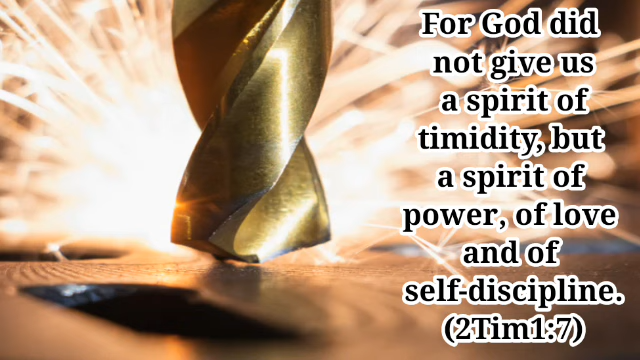 For God did
not give us
a spirit of
timidity, but
a spirit of
power, of love
and of
self-discipline.
(2Tim1:7)